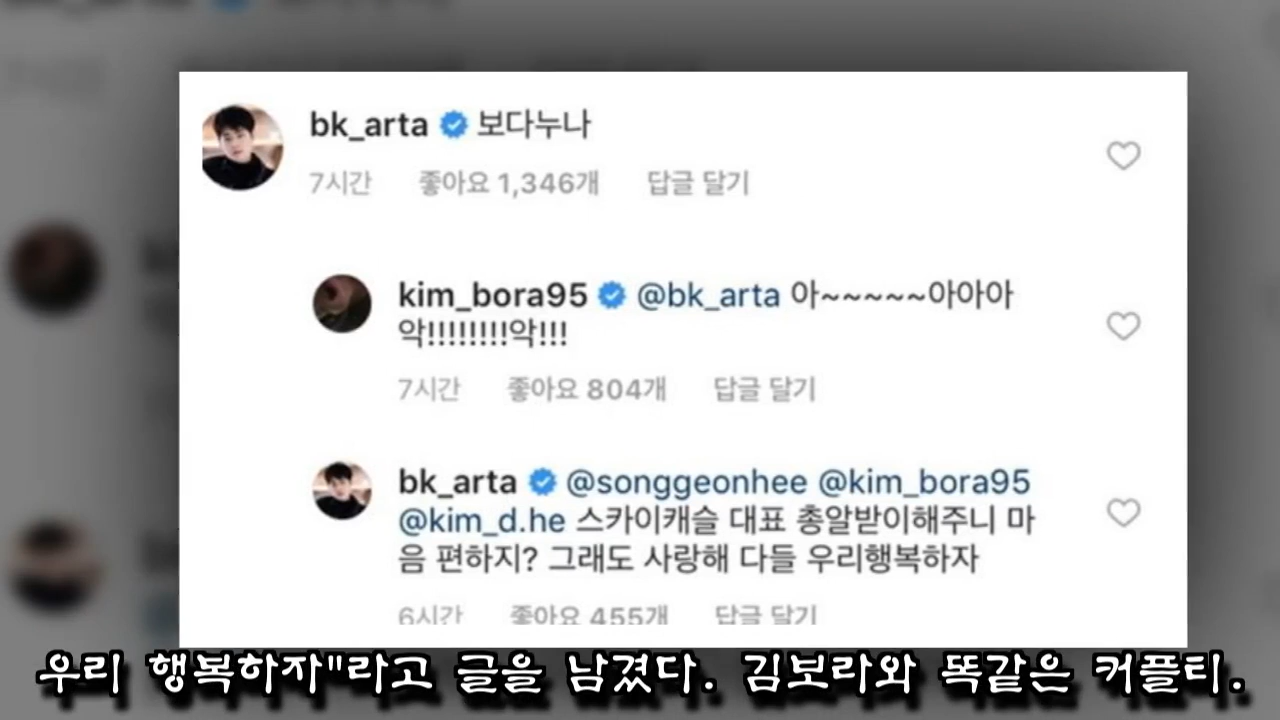 bk_arta 보다누나
7시간 좋아요 1,346개 답글 달기
kim_bora95 @bk_arta 아~~~~~아아아
악!!!!!!!!악!!!
7시간 좋아요 804개 답글 달기
bk_arta @songgeonhee @kim_bora95
@kim_d.he 스카이캐슬 대표 총알받이해주니 마
음 편하지? 그래도 사랑해 다들 우리행복하자
6시간 좋아요 455개 답글 달기
우리 행복하자"라고 글을 남겼다. 김보라와 똑같은 커플티.